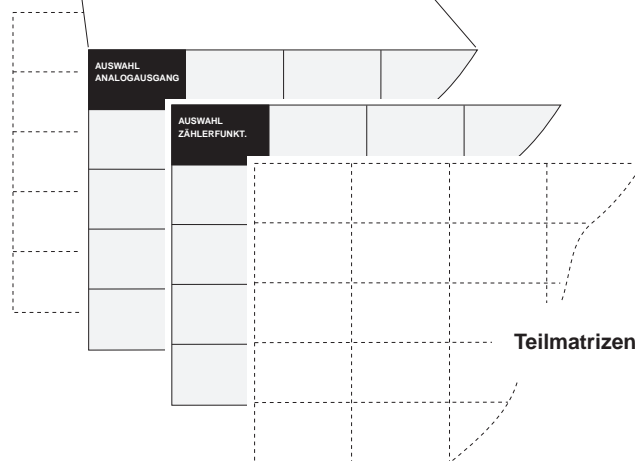 AUSWAHL
ANALOGAUSGANG
AUSWAHL
ZÄHLERFUNKT.
Teilmatrizen